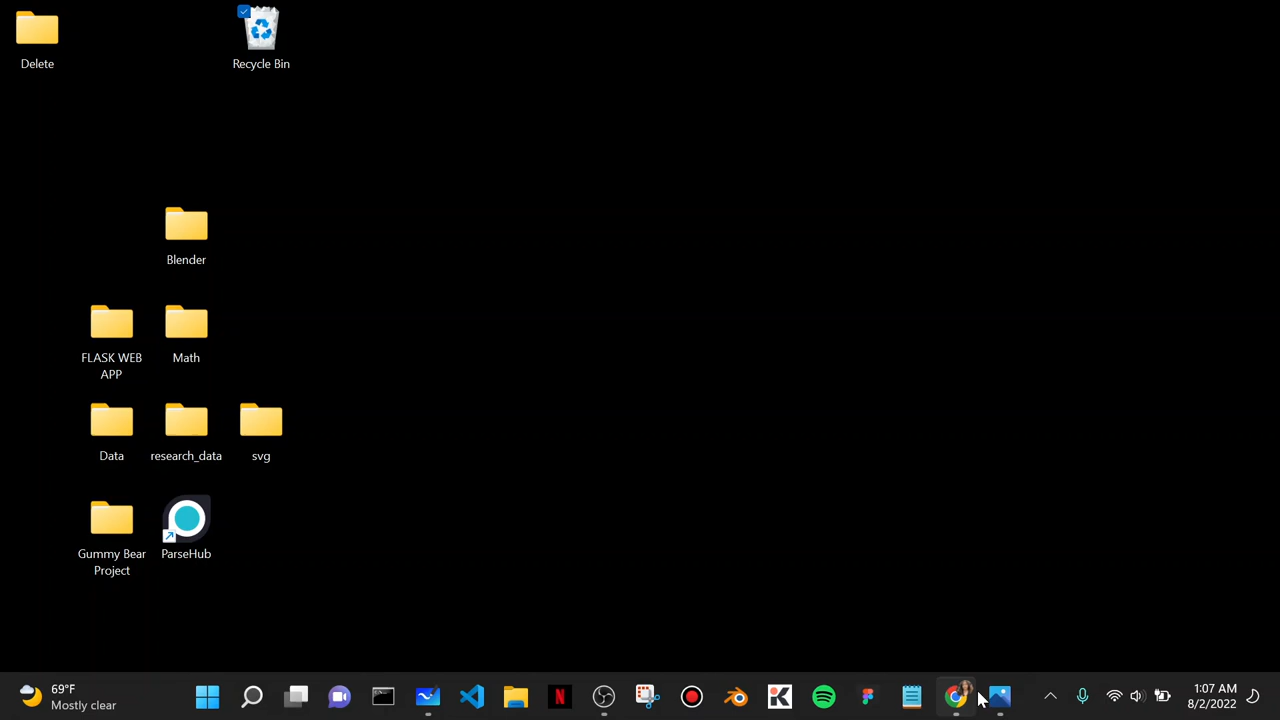 Delete
Recycle Bin
Blender
FLASK WEB
APP
Math
Data
research_data
svg
Gummy Bear
Project
ParseHub
69°F
Mostly clear
N
K
1:07 AM
8/2/2022